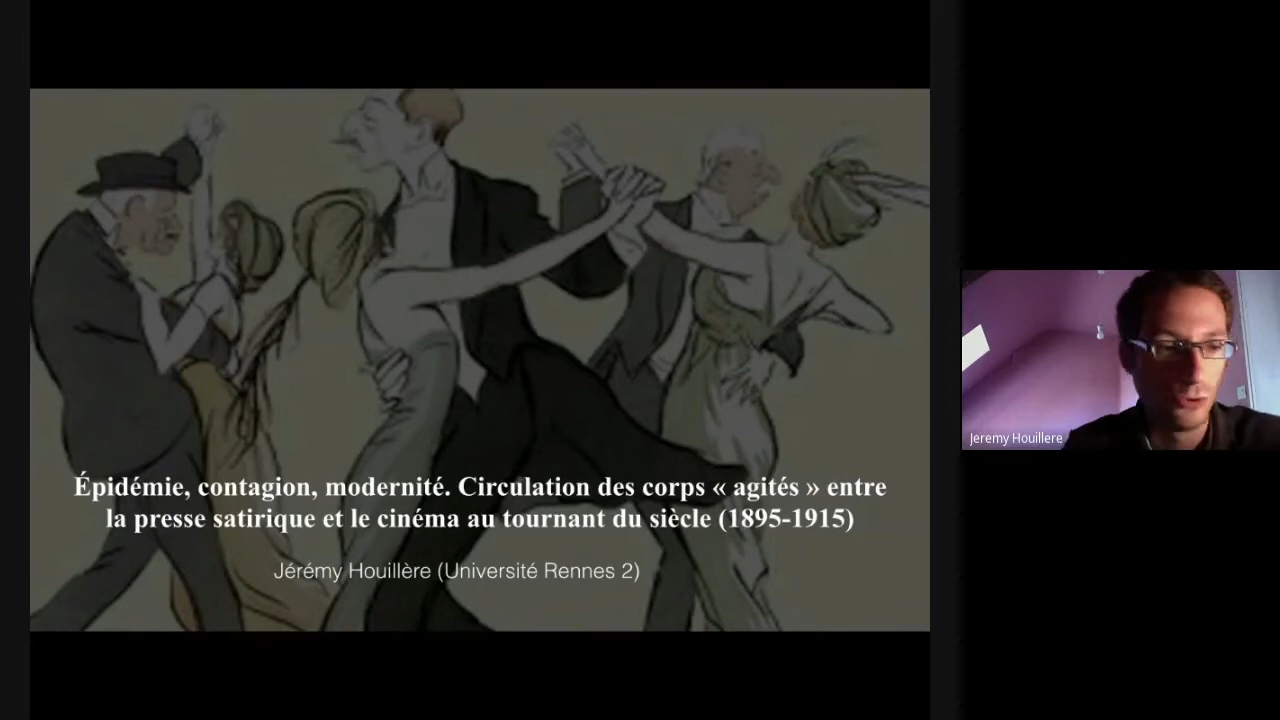 Épidémie, contagion, modernité. Circulation des corps « agités » entre
la presse satirique et le cinéma au tournant du siècle (1895-1915)
Jérémy Houillère (Université Rennes 2)
Jeremy Houillere